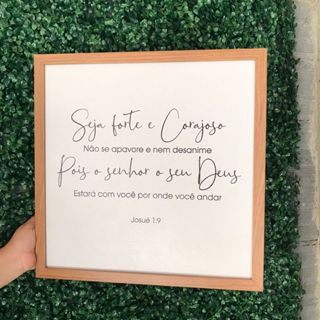 Seja forte e Corajoso
Não se apavore e nem desanime
Pois o senhor o seu Deus
Estará com você por onde você andar
Josué 1:9